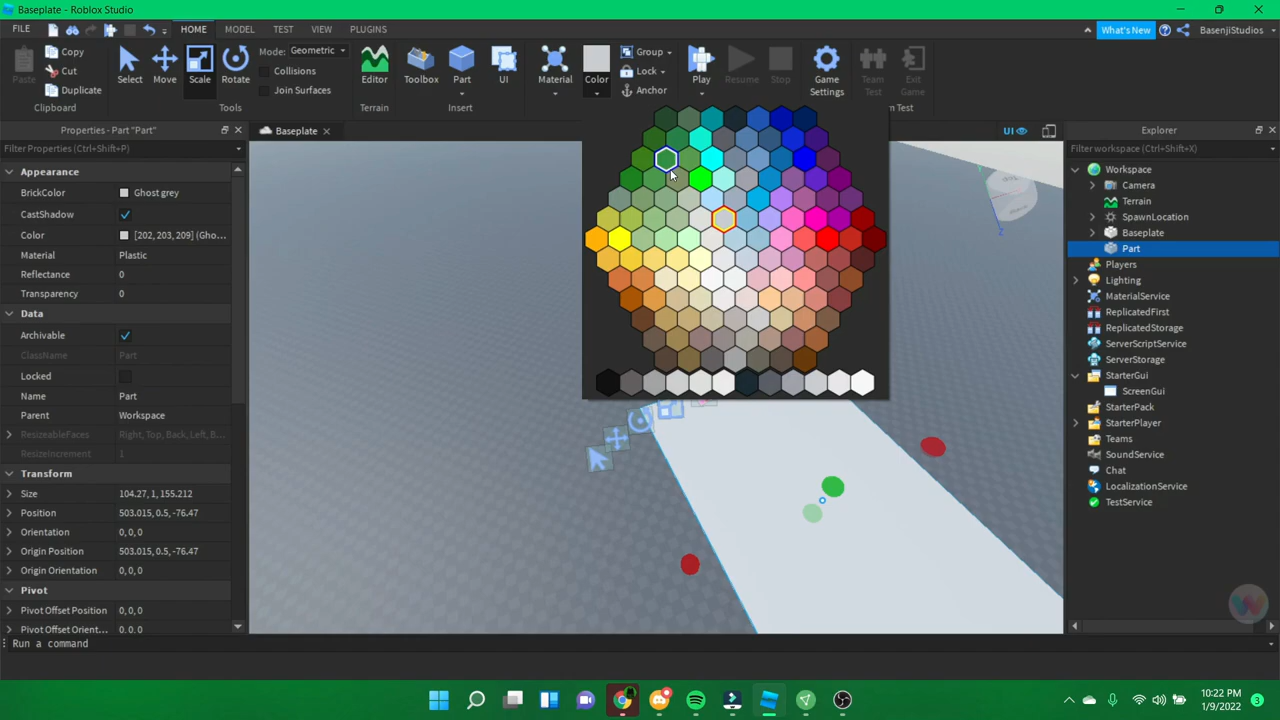 Baseplate - Roblox Studio
FILE HOME MODEL TEST VIEW PLUGINS What's New BasenjiStudios
Paste Copy Cut Duplicate Select Move Scale Rotate Mode: Geometric Collisions Join Surfaces Editor Toolbox Part UI Material Color Group Lock Anchor Play Resume Stop Game Settings Team Test Exit Game
Clipboard Tools Terrain Insert Test
Properties - Part "Part" Baseplate UI Explorer
Filter Properties (Ctrl+Shift+P) Filter workspace (Ctrl+Shift+X)
Appearance
BrickColor Ghost grey
CastShadow
Color [202, 203, 209] (Gho...
Material Plastic
Reflectance 0
Transparency 0
Data
Archivable
ClassName Part
Locked
Name Part
Parent Workspace
ResizeableFaces Right, Top, Back, Left, B...
ResizeIncrement 1
Transform
Size 104.27, 1, 155.212
Position 503.015, 0.5, -76.47
Orientation 0, 0, 0
Origin Position 503.015, 0.5, -76.47
Origin Orientation 0, 0, 0
Pivot
Pivot Offset Position 0, 0, 0
Pivot Offset Orient... 0, 0, 0
Workspace
Camera
Terrain
SpawnLocation
Baseplate
Part
Players
Lighting
MaterialService
ReplicatedFirst
ReplicatedStorage
ServerScriptService
ServerStorage
StarterGui
ScreenGui
StarterPack
StarterPlayer
Teams
SoundService
Chat
LocalizationService
TestService
Z
Run a command
10:22 PM
1/9/2022
3